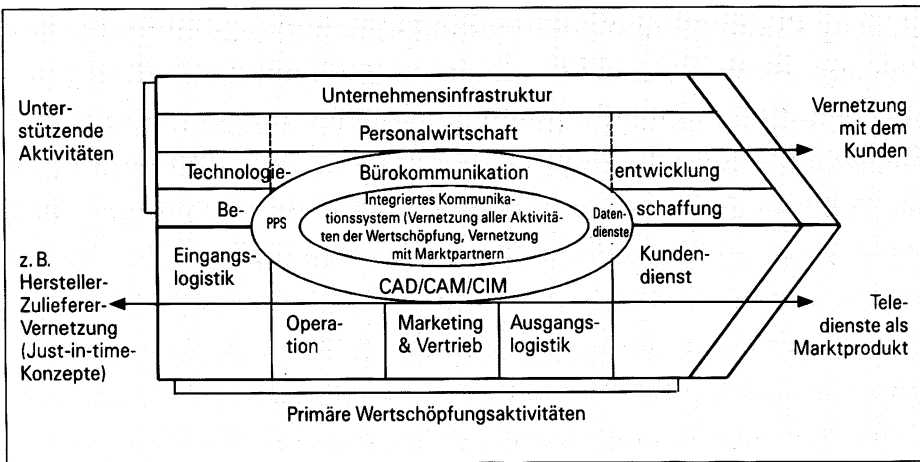 Unter-
stützende
Aktivitäten
Unternehmensinfrastruktur
Personalwirtschaft
Technologie-
entwicklung
Bürokommunikation
Be-
schaffung
PPS
Integriertes Kommunika-
tionssystem (Vernetzung aller Aktivitä-
ten der Wertschöpfung, Vernetzung
mit Marktpartnern
Daten-
dienste
CAD/CAM/CIM
Vernetzung
mit dem
Kunden
z. B.
Hersteller-
Zulieferer-
Vernetzung
(Just-in-time-
Konzepte)
Eingangs-
logistik
Opera-
tion
Marketing
& Vertrieb
Ausgangs-
logistik
Kunden-
dienst
Tele-
dienste als
Marktprodukt
Primäre Wertschöpfungsaktivitäten